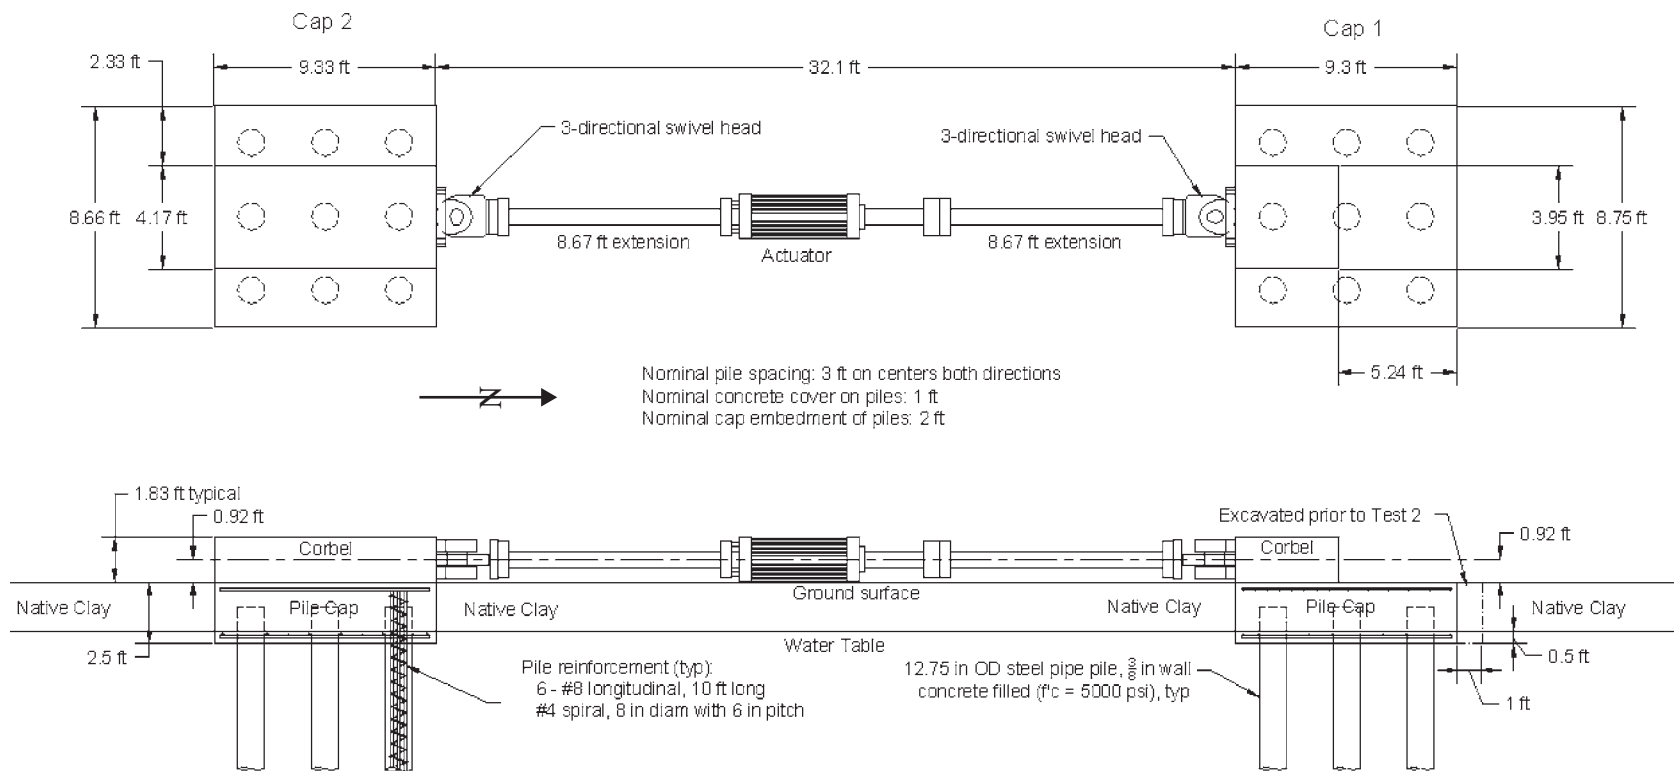 Cap 2
Cap 1
2.33 ft
9.33 ft
32.1 ft
9.3 ft
3-directional swivel head
3-directional swivel head
8.66 ft
4.17 ft
3.95 ft
8.75 ft
8.67 ft extension
Actuator
8.67 ft extension
5.24 ft
N
Nominal pile spacing: 3 ft on centers both directions
Nominal concrete cover on piles: 1 ft
Nominal cap embedment of piles: 2 ft
1.83 ft typical
0.92 ft
Excavated prior to Test 2
0.92 ft
Corbel
Corbel
Native Clay
Pile Cap
Native Clay
Ground surface
Native Clay
Pile Cap
Native Clay
Water Table
2.5 ft
0.5 ft
Pile reinforcement (typ):
6 - #8 longitudinal, 10 ft long
#4 spiral, 8 in diam with 6 in pitch
12.75 in OD steel pipe pile, 3/8 in wall
concrete filled (f'c = 5000 psi), typ
1 ft